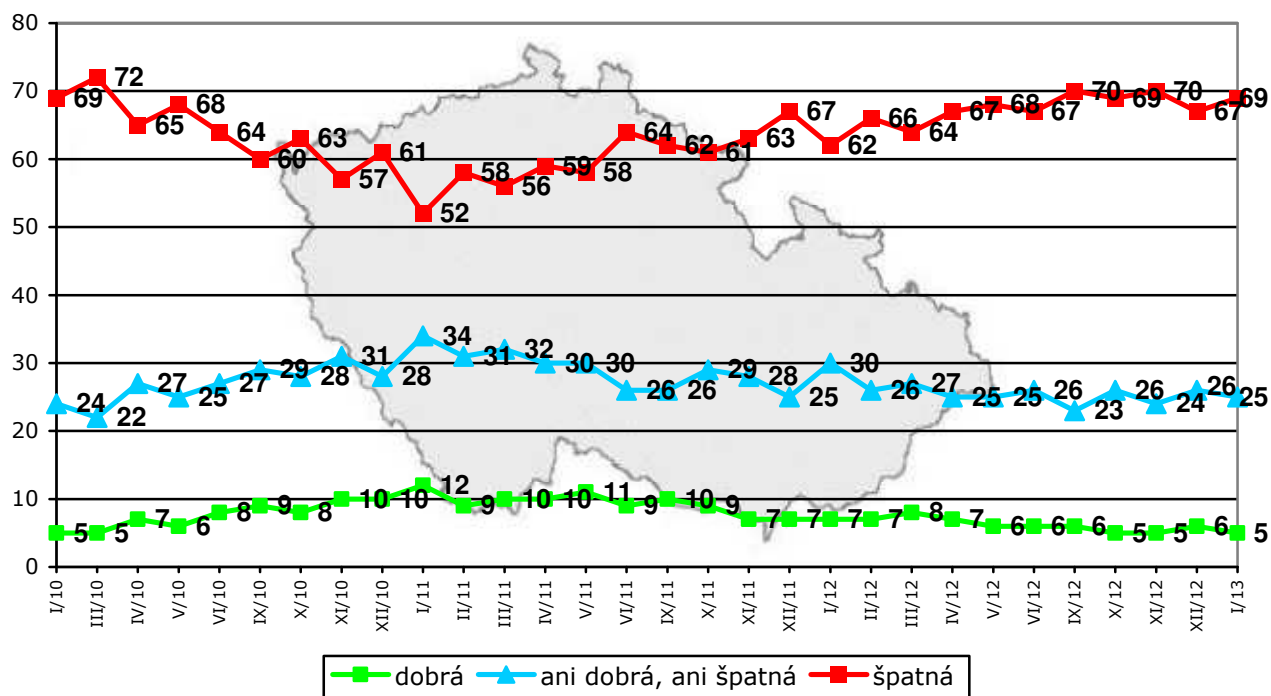 80
70
60
50
40
30
20
10
0
69 72 65 68 64 60 63 57 61 52 58 56 59 58 64 62 61 63 67 62 66 64 67 68 67 70 69 70 67 69
24 22 27 25 27 29 28 31 28 34 31 32 30 30 26 26 29 28 25 30 26 27 25 25 26 23 26 24 26 25
5 5 7 6 8 9 8 10 10 12 9 10 10 11 9 10 9 7 7 7 7 8 7 6 6 6 5 5 6 5
I/10 III/10 IV/10 V/10 VI/10 IX/10 X/10 XI/10 XII/10 I/11 II/11 III/11 IV/11 V/11 VI/11 IX/11 X/11 XI/11 XII/11 I/12 II/12 III/12 IV/12 V/12 VI/12 IX/12 X/12 XI/12 XII/12 I/13
dobrá ani dobrá, ani špatná špatná